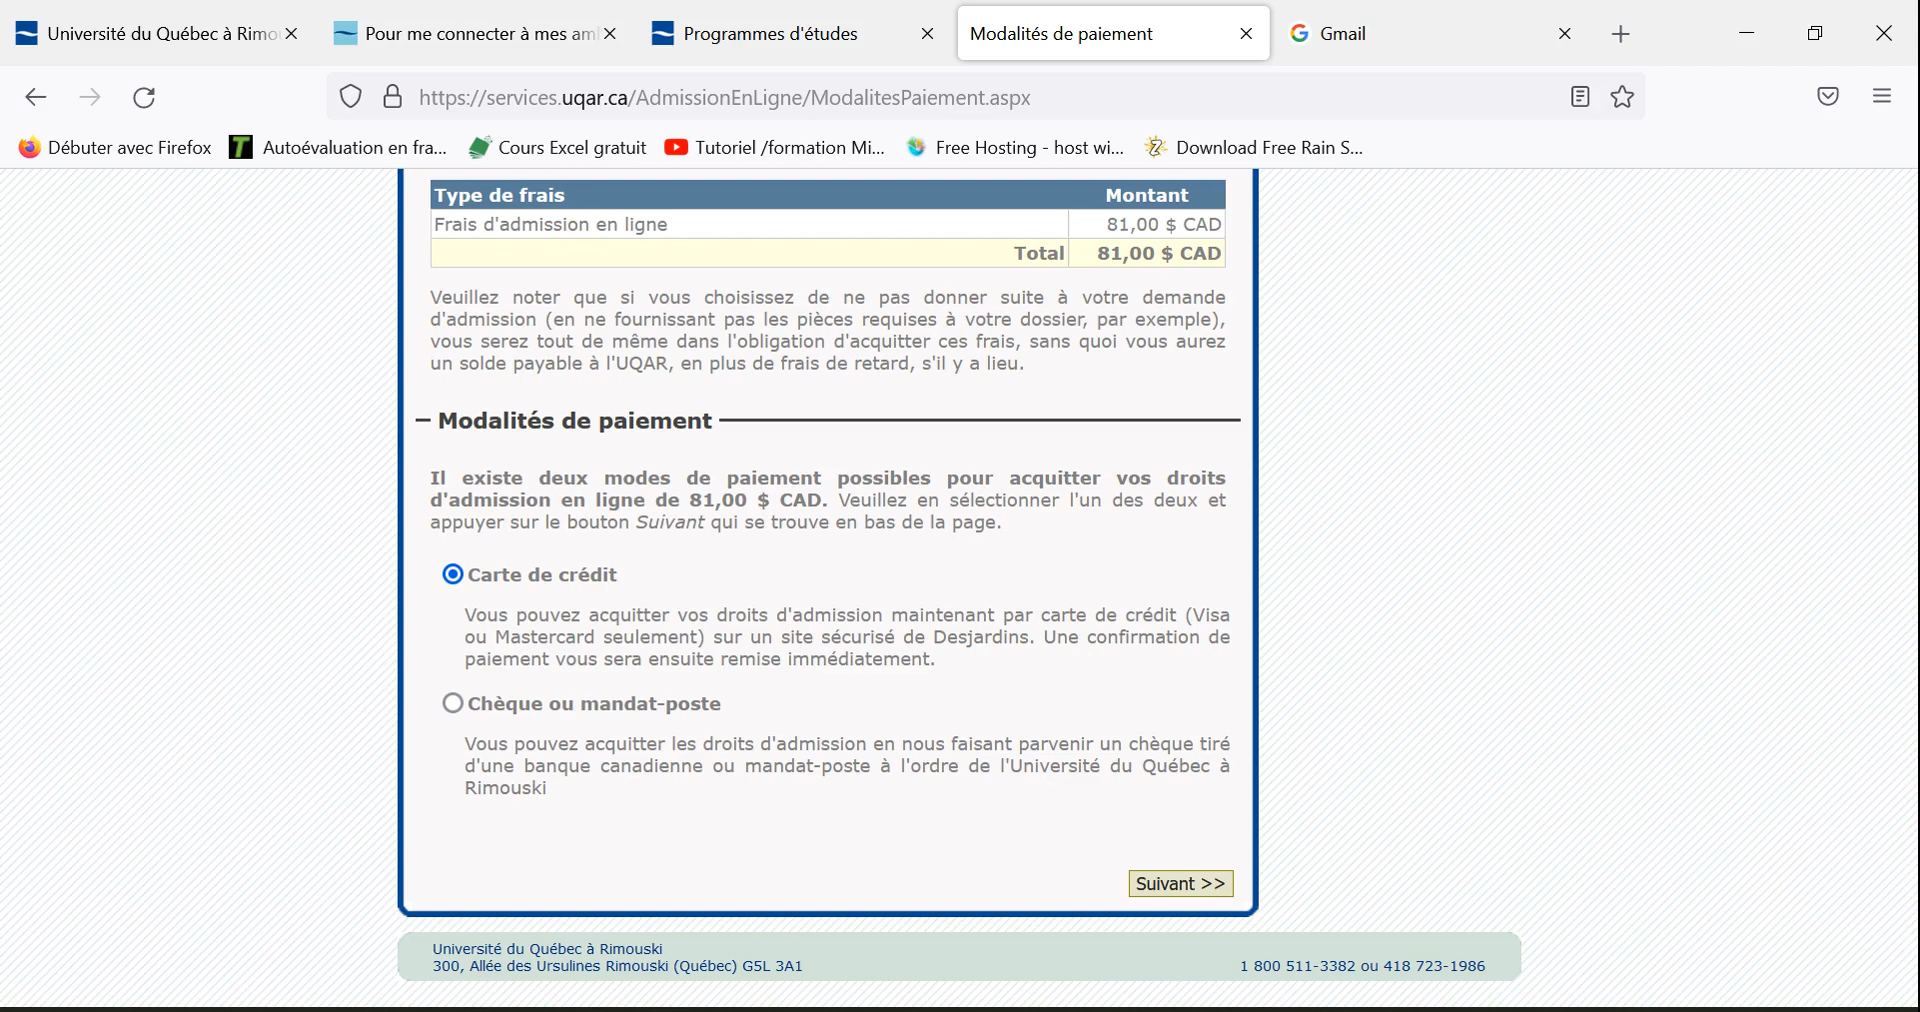 Université du Québec à Rimo
Pour me connecter à mes am
Programmes d'études
Modalités de paiement
Gmail
https://services.uqar.ca/AdmissionEnLigne/ModalitesPaiement.aspx
Débuter avec Firefox
Autoévaluation en fra...
Cours Excel gratuit
Tutoriel /formation Mi...
Free Hosting - host wi...
Download Free Rain S...
Type de frais Montant
Frais d'admission en ligne 81,00 $ CAD
Total 81,00 $ CAD
Veuillez noter que si vous choisissez de ne pas donner suite à votre demande
d'admission (en ne fournissant pas les pièces requises à votre dossier, par exemple),
vous serez tout de même dans l'obligation d'acquitter ces frais, sans quoi vous aurez
un solde payable à l'UQAR, en plus de frais de retard, s'il y a lieu.
Modalités de paiement
Il existe deux modes de paiement possibles pour acquitter vos droits
d'admission en ligne de 81,00 $ CAD. Veuillez en sélectionner l'un des deux et
appuyer sur le bouton Suivant qui se trouve en bas de la page.
Carte de crédit
Vous pouvez acquitter vos droits d'admission maintenant par carte de crédit (Visa
ou Mastercard seulement) sur un site sécurisé de Desjardins. Une confirmation de
paiement vous sera ensuite remise immédiatement.
Chèque ou mandat-poste
Vous pouvez acquitter les droits d'admission en nous faisant parvenir un chèque tiré
d'une banque canadienne ou mandat-poste à l'ordre de l'Université du Québec à
Rimouski
Suivant >>
Université du Québec à Rimouski
300, Allée des Ursulines Rimouski (Québec) G5L 3A1
1 800 511-3382 ou 418 723-1986